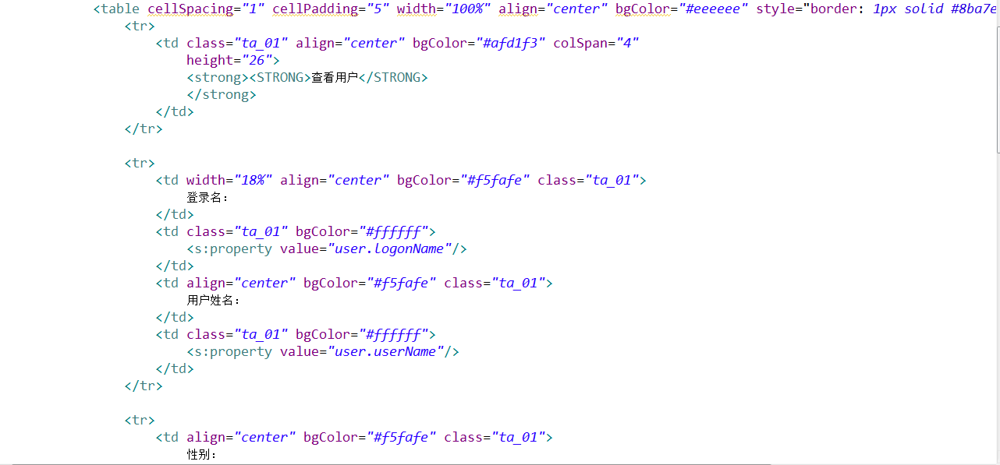 <table cellSpacing="1" cellPadding="5" width="100%" align="center" bgColor="#eeeeee" style="border: 1px solid #8ba7e
<tr>
<td class="ta_01" align="center" bgColor="#afd1f3" colSpan="4"
height="26">
<strong><STRONG>查看用户</STRONG>
</strong>
</td>
</tr>
<tr>
<td width="18%" align="center" bgColor="#f5fafe" class="ta_01">
登录名:
</td>
<td class="ta_01" bgColor="#ffffff">
<s:property value="user.logonName"/>
</td>
<td align="center" bgColor="#f5fafe" class="ta_01">
用户姓名:
</td>
<td class="ta_01" bgColor="#ffffff">
<s:property value="user.userName"/>
</td>
</tr>
<tr>
<td align="center" bgColor="#f5fafe" class="ta_01">
性别: